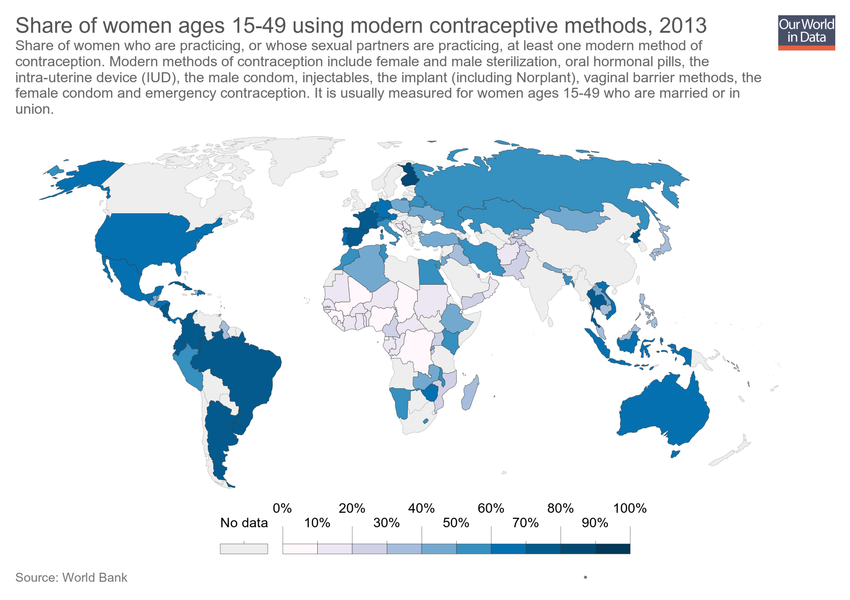 Share of women ages 15-49 using modern contraceptive methods, 2013
Our World
in Data
Share of women who are practicing, or whose sexual partners are practicing, at least one modern method of
contraception. Modern methods of contraception include female and male sterilization, oral hormonal pills, the
intra-uterine device (IUD), the male condom, injectables, the implant (including Norplant), vaginal barrier methods, the
female condom and emergency contraception. It is usually measured for women ages 15-49 who are married or in
union.
0% 20% 40% 60% 80% 100%
No data 10% 30% 50% 70% 90%
Source: World Bank